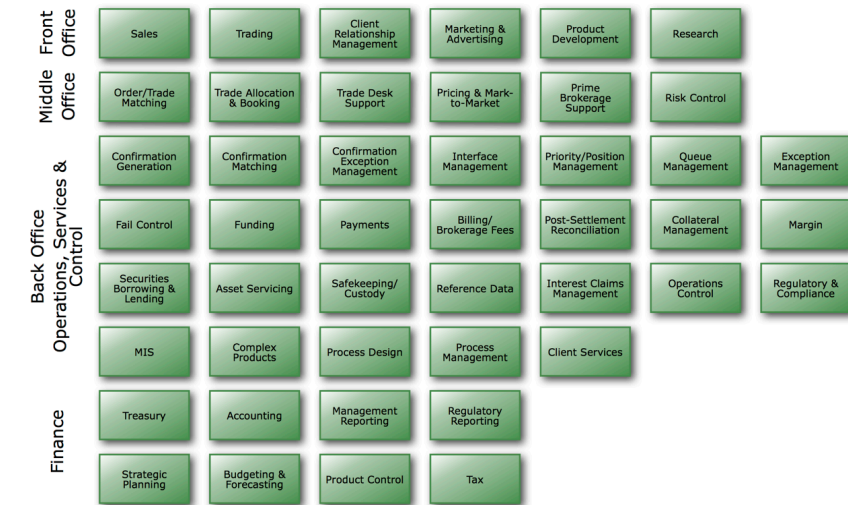 Front
Office
Sales
Trading
Client
Relationship
Management
Marketing &
Advertising
Product
Development
Research
Middle
Office
Order/Trade
Matching
Trade Allocation
& Booking
Trade Desk
Support
Pricing & Mark-
to-Market
Prime
Brokerage
Support
Risk Control
Back Office
Operations, Services &
Control
Confirmation
Generation
Confirmation
Matching
Confirmation
Exception
Management
Interface
Management
Priority/Position
Management
Queue
Management
Exception
Management
Fail Control
Funding
Payments
Billing/
Brokerage Fees
Post-Settlement
Reconciliation
Collateral
Management
Margin
Securities
Borrowing &
Lending
Asset Servicing
Safekeeping/
Custody
Reference Data
Interest Claims
Management
Operations
Control
Regulatory &
Compliance
MIS
Complex
Products
Process Design
Process
Management
Client Services
Finance
Treasury
Accounting
Management
Reporting
Regulatory
Reporting
Strategic
Planning
Budgeting &
Forecasting
Product Control
Tax